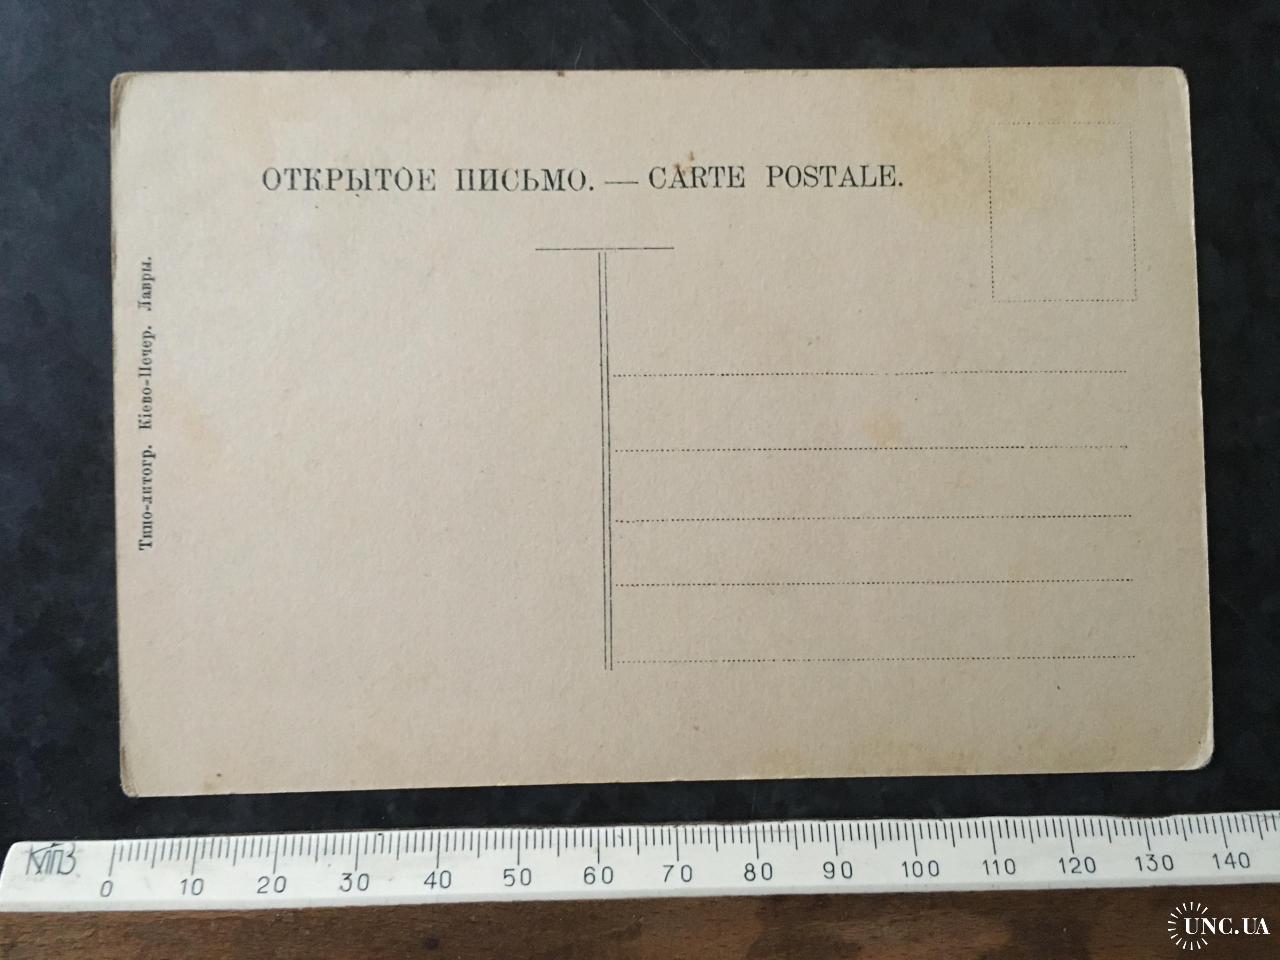 ОТКРЫТОЕ ПИСЬМО. — CARTE POSTALE.
Типо-литогр. Кіево-Печер. Лавры.
0 10 20 30 40 50 60 70 80 90 100 110 120 130 140
UNC.UA